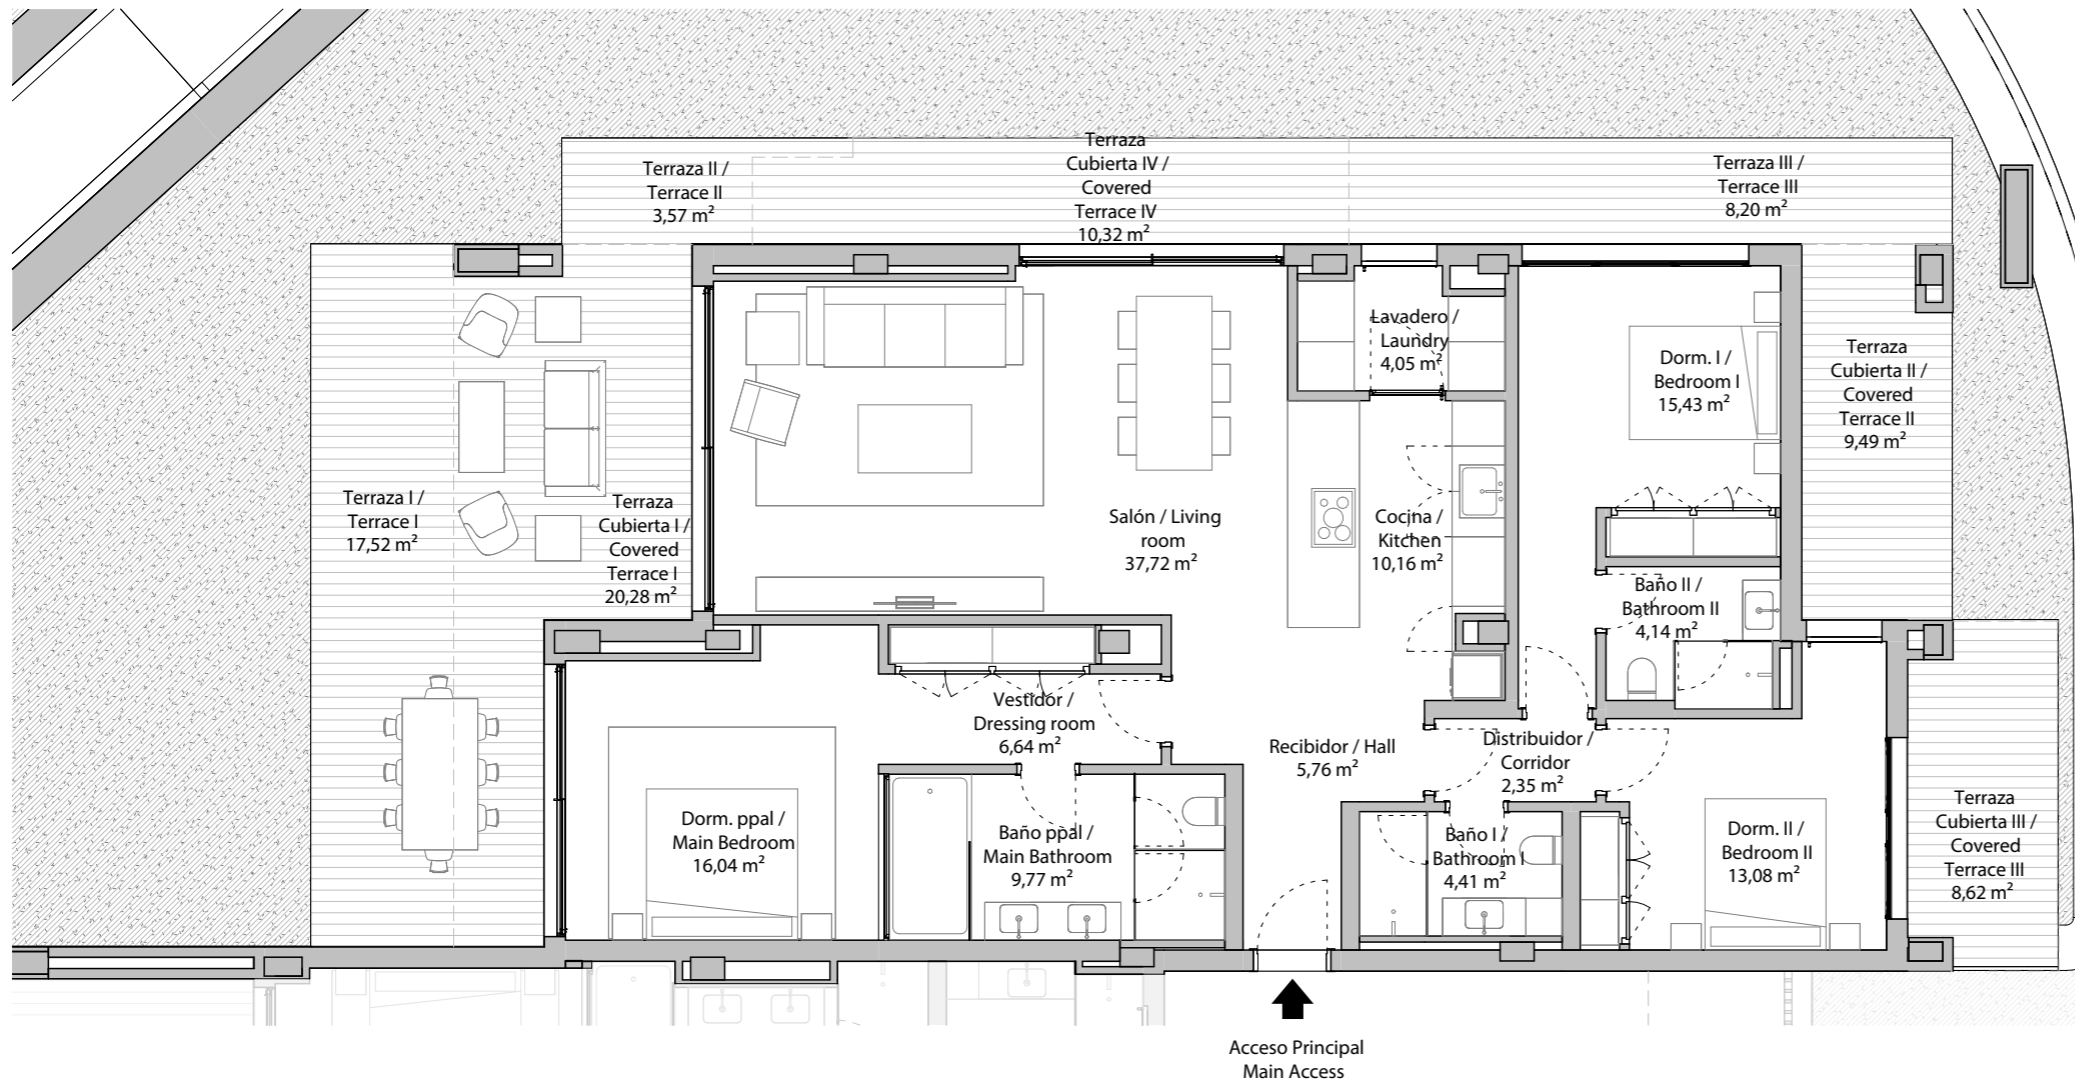 Terraza II /
Terrace II
3,57 m²
Terraza
Cubierta IV /
Covered
Terrace IV
10,32 m²
Terraza III /
Terrace III
8,20 m²
Lavadero /
Laundry
4,05 m²
Dorm. I /
Bedroom I
15,43 m²
Terraza
Cubierta II /
Covered
Terrace II
9,49 m²
Terraza I /
Terrace I
17,52 m²
Terraza
Cubierta I /
Covered
Terrace I
20,28 m²
Salón / Living
room
37,72 m²
Cocina /
Kitchen
10,16 m²
Baño II /
Bathroom II
4,14 m²
Vestidor /
Dressing room
6,64 m²
Recibidor / Hall
5,76 m²
Distribuidor /
Corridor
2,35 m²
Dorm. ppal /
Main Bedroom
16,04 m²
Baño ppal /
Main Bathroom
9,77 m²
Baño I /
Bathroom I
4,41 m²
Dorm. II /
Bedroom II
13,08 m²
Terraza
Cubierta III /
Covered
Terrace III
8,62 m²
Acceso Principal
Main Access